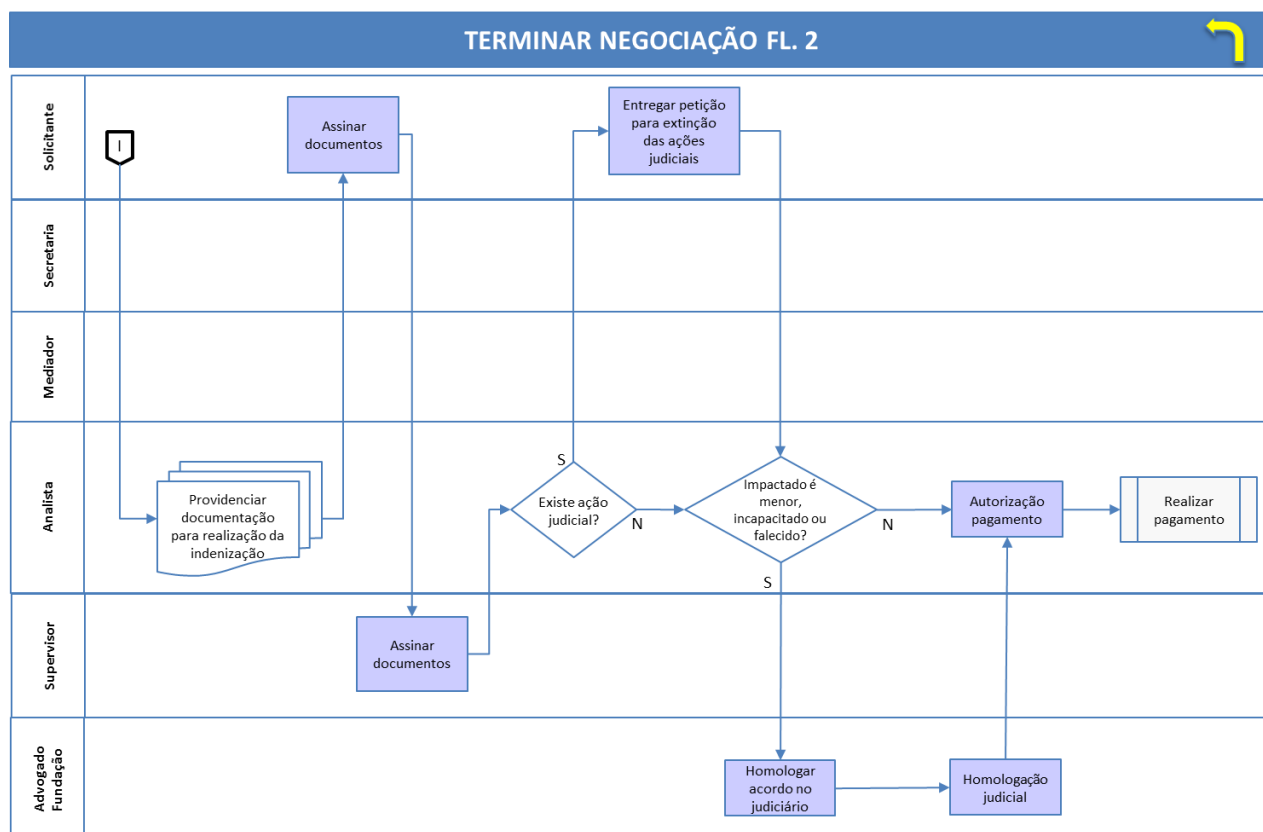 TERMINAR NEGOCIAÇÃO FL. 2
Solicitante
I
Assinar
documentos
Entregar petição
para extinção
das ações
judiciais
Secretaria
Mediador
Analista
Providenciar
documentação
para realização da
indenização
S
Existe ação
judicial?
N
Impactado é
menor,
incapacitado ou
falecido?
N
S
Autorização
pagamento
Realizar
pagamento
Supervisor
Assinar
documentos
Advogado
Fundação
Homologar
acordo no
judiciário
Homologação
judicial